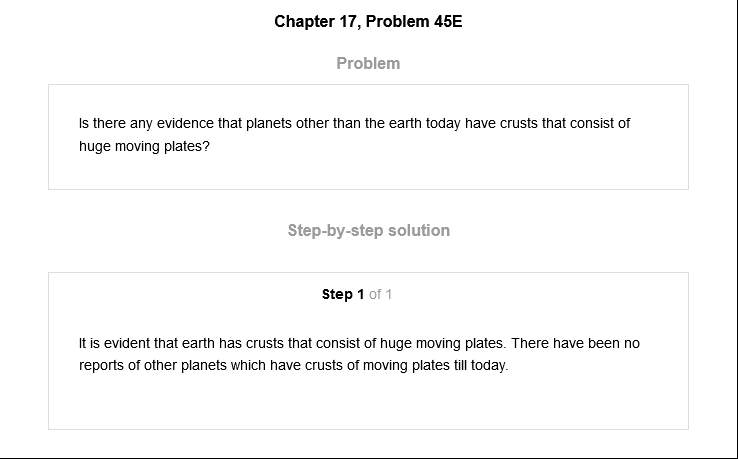 Chapter 17, Problem 45E
Problem
Is there any evidence that planets other than the earth today have crusts that consist of
huge moving plates?
Step-by-step solution
Step 1 of 1
It is evident that earth has crusts that consist of huge moving plates. There have been no
reports of other planets which have crusts of moving plates till today.